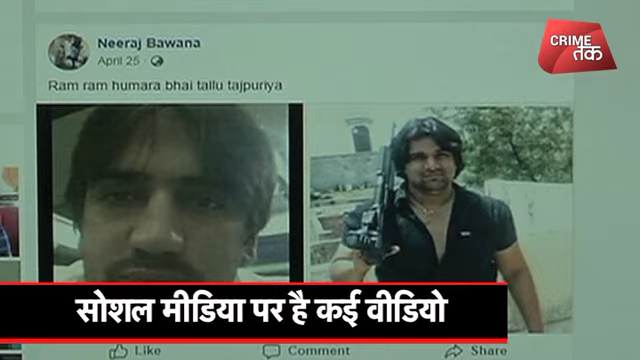 CRIME
तक
Neeraj Bawana
April 25
Ram ram humara bhai tallu tajpuriya
सोशल मीडिया पर है कई वीडियो
Like
Comment
Share